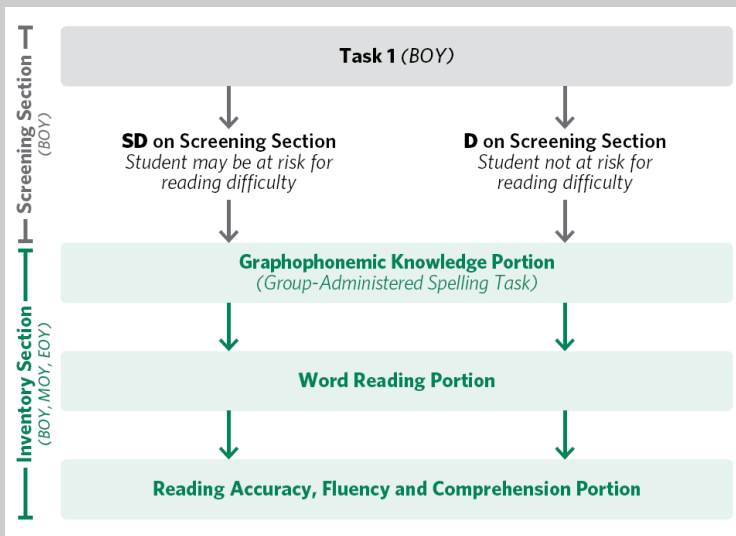 Screening Section
(BOY)
Task 1 (BOY)
SD on Screening Section
Student may be at risk for
reading difficulty
D on Screening Section
Student not at risk for
reading difficulty
Inventory Section
(BOY, MOY, EOY)
Graphophonemic Knowledge Portion
(Group-Administered Spelling Task)
Word Reading Portion
Reading Accuracy, Fluency and Comprehension Portion